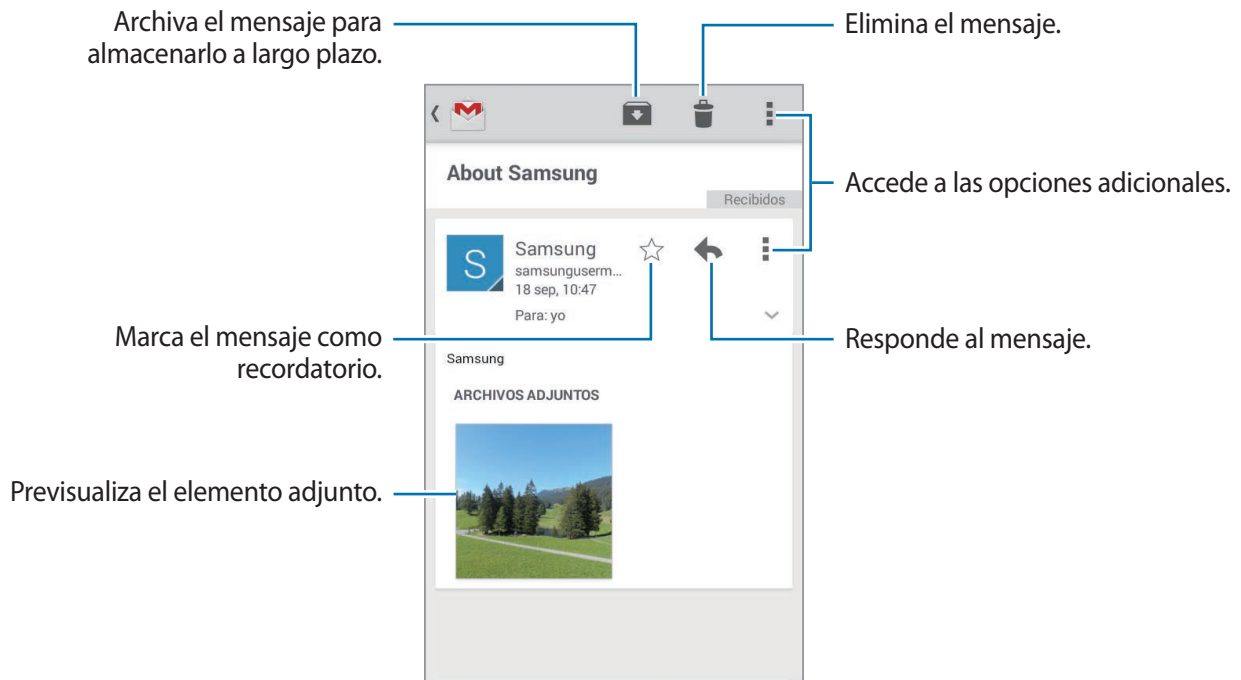 Archiva el mensaje para
almacenarlo a largo plazo.
Elimina el mensaje.
About Samsung
Recibidos
Accede a las opciones adicionales.
S
Samsung
samsunguserm...
18 sep, 10:47
Para: yo
Marca el mensaje como
recordatorio.
Responde al mensaje.
Samsung
ARCHIVOS ADJUNTOS
Previsualiza el elemento adjunto.